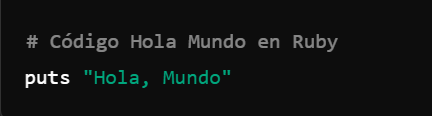 # Código Hola Mundo en Ruby
puts "Hola, Mundo"